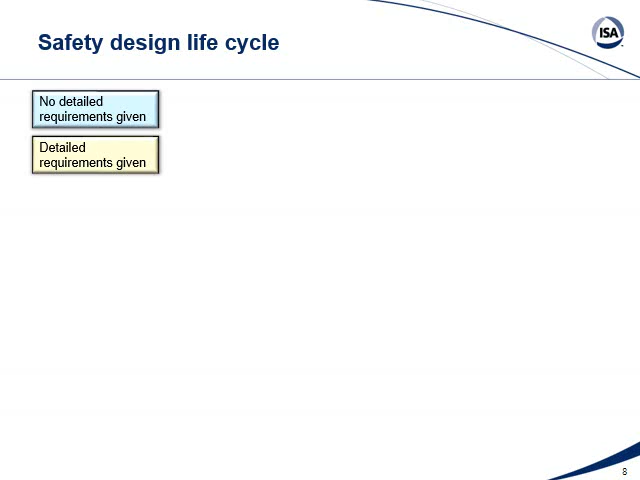 Safety design life cycle
ISA
No detailed
requirements given
Detailed
requirements given
8